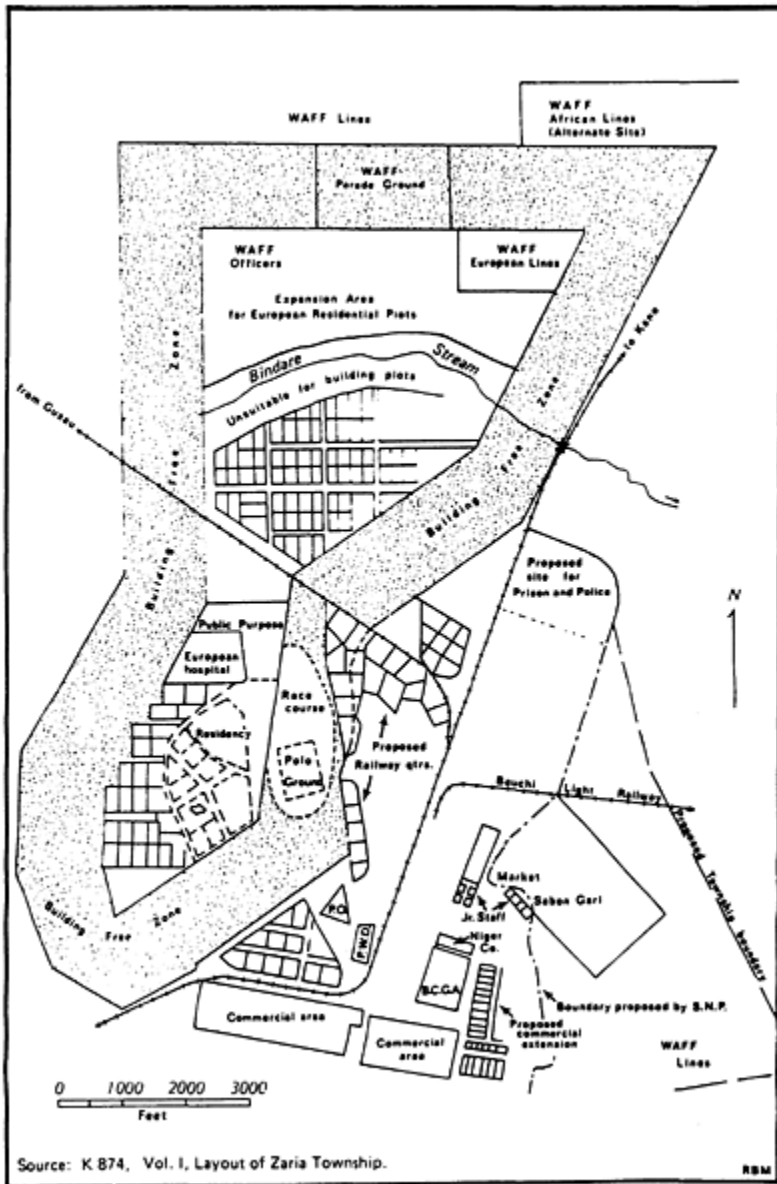 WAFF Lines
WAFF
African Lines
(Alternate Site)
WAFF
Parade Ground
WAFF
Officers
WAFF
European Lines
Expansion Area
for European Residential Plots
Bindare Stream
Unsuitable for building plots
to Kano
from Gusau
Building Free Zone
Building Free Zone
Proposed
site for
Prison and Police
N
Public Purpose
European
hospital
Race
course
Residency
Polo
Ground
Proposed
Railway qtrs.
Bauchi Light Railway
Proposed Township boundary
Market
Sabon Gari
Jr. Staff
Niger
Co.
P.O.
P.W.D.
B.C.G.A.
Building Free Zone
Boundary proposed by S.N.P.
Proposed
commercial
extension
Commercial area
Commercial
area
WAFF
Lines
0 1000 2000 3000
Feet
Source: K 874, Vol. I, Layout of Zaria Township.
RBM